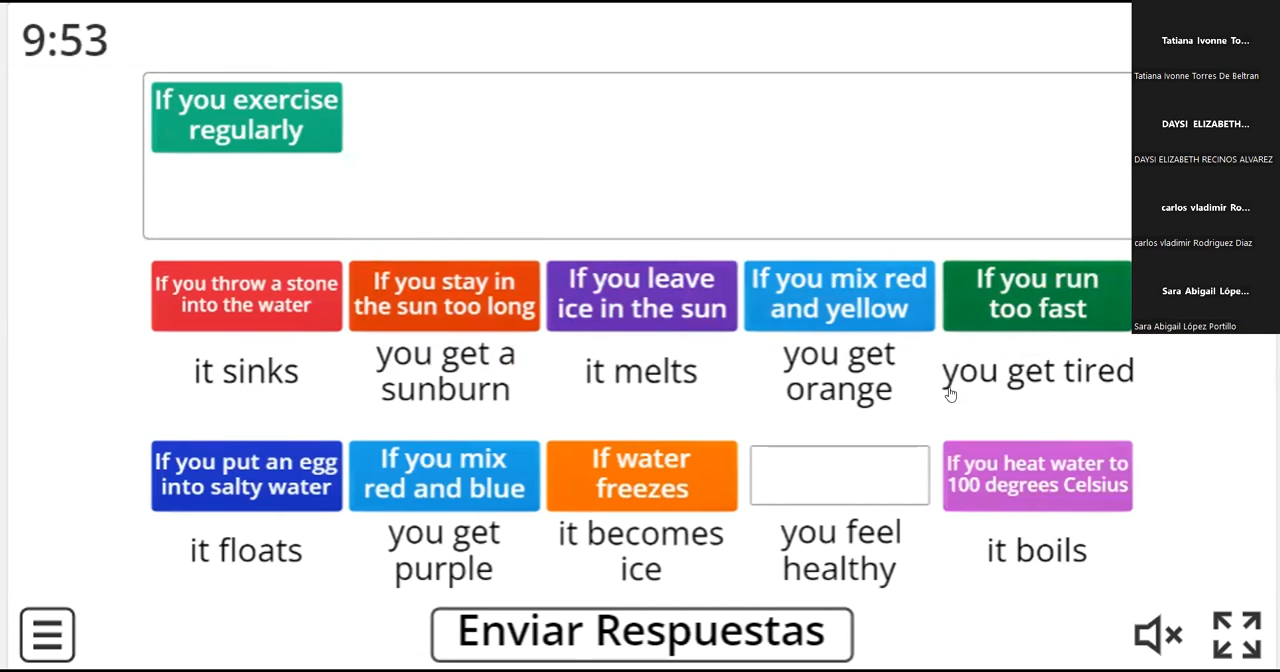 9:53
If you exercise
regularly
If you throw a stone
into the water
it sinks
If you stay in
the sun too long
you get a
sunburn
If you leave
ice in the sun
it melts
If you mix red
and yellow
you get
orange
If you run
too fast
you get tired
If you put an egg
into salty water
it floats
If you mix
red and blue
you get
purple
If water
freezes
it becomes
ice
you feel
healthy
If you heat water to
100 degrees Celsius
it boils
Enviar Respuestas
Tatiana Ivonne To...
Tatiana Ivonne Torres De Beltran
DAYSI ELIZABETH...
DAYSI ELIZABETH RECINOS ALVAREZ
carlos vladimir Ro...
carlos vladimir Rodriguez Diaz
Sara Abigail Lópe...
Sara Abigail López Portillo